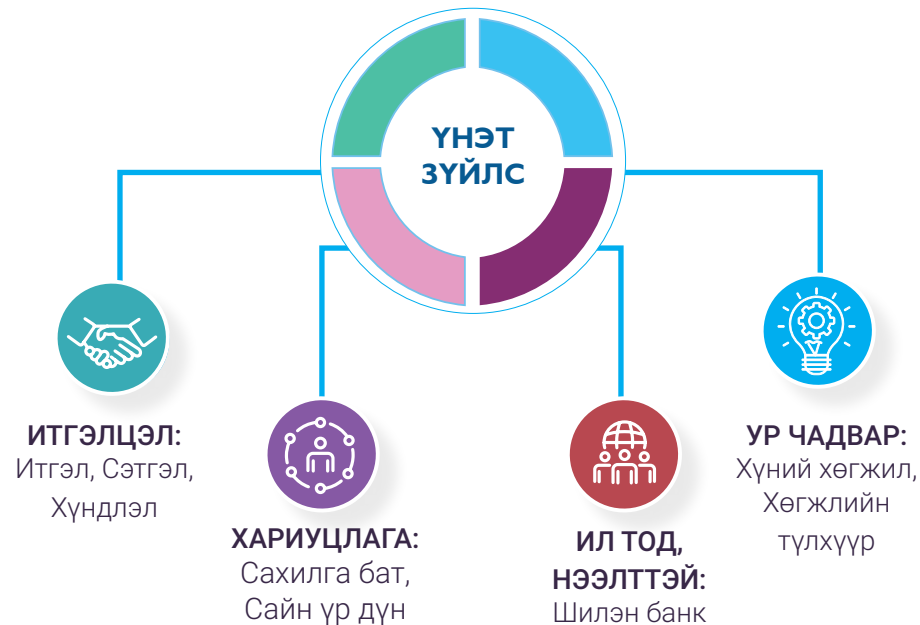 ҮНЭТ
ЗҮЙЛС
ИТГЭЛЦЭЛ:
Итгэл, Сэтгэл,
Хүндлэл
ХАРИУЦЛАГА:
Сахилга бат,
Сайн үр дүн
ИЛ ТОД,
НЭЭЛТТЭЙ:
Шилэн банк
УР ЧАДВАР:
Хүний хөгжил,
Хөгжлийн
түлхүүр